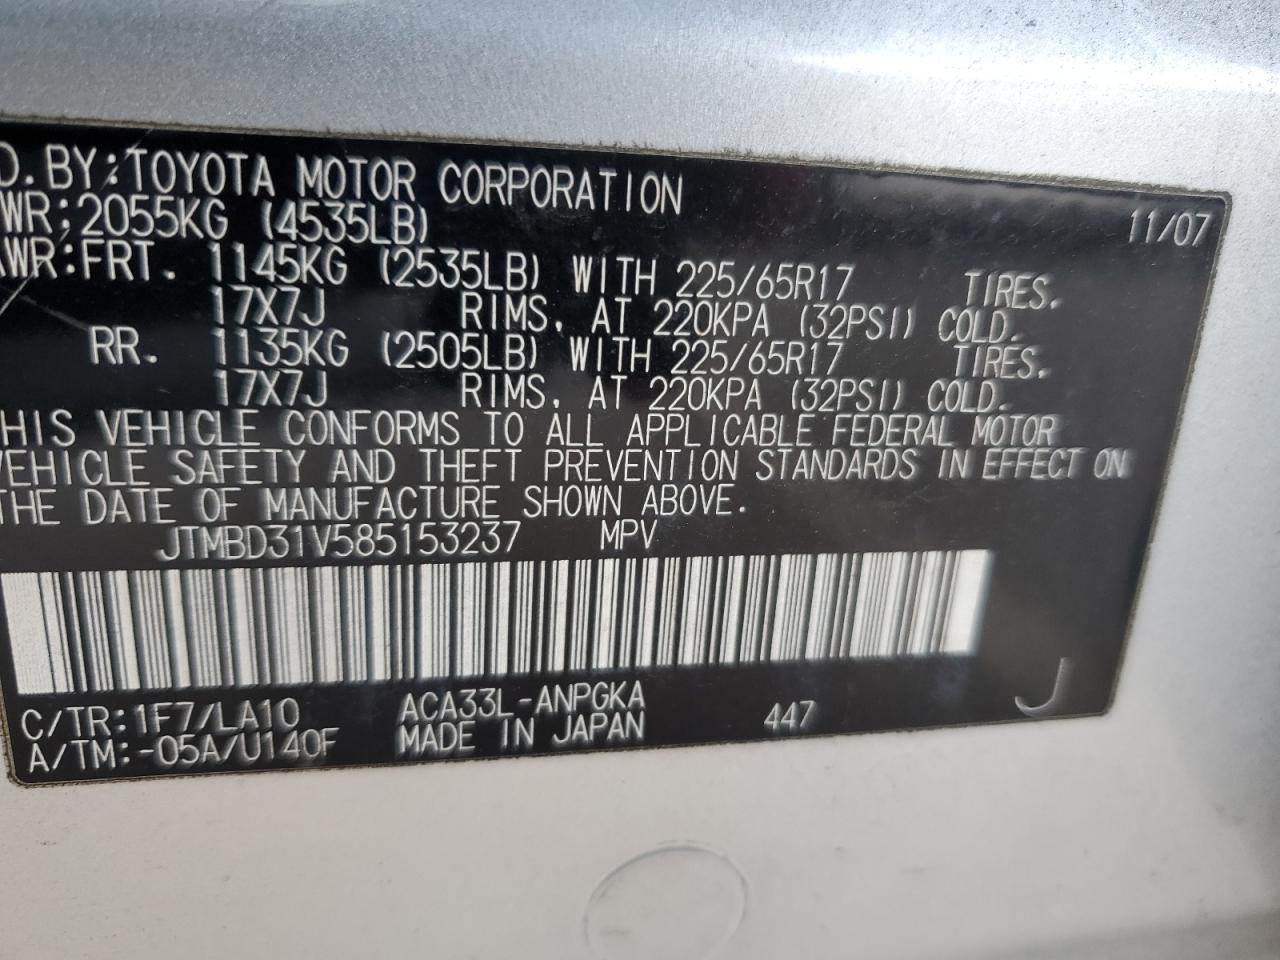 D. BY: TOYOTA MOTOR CORPORATION 11/07
WR: 2055KG (4535LB)
AWR: FRT. 1145KG (2535LB) WITH 225/65R17 TIRES,
17X7J RIMS, AT 220KPA (32PSI) COLD.
RR. 1135KG (2505LB) WITH 225/65R17 TIRES,
17X7J RIMS, AT 220KPA (32PSI) COLD.
HIS VEHICLE CONFORMS TO ALL APPLICABLE FEDERAL MOTOR
VEHICLE SAFETY AND THEFT PREVENTION STANDARDS IN EFFECT ON
THE DATE OF MANUFACTURE SHOWN ABOVE.
JTMBD31V585153237 MPV
C/TR: 1F7/LA10 ACA33L-ANPGKA 447 J
A/TM: -05A/U140F MADE IN JAPAN